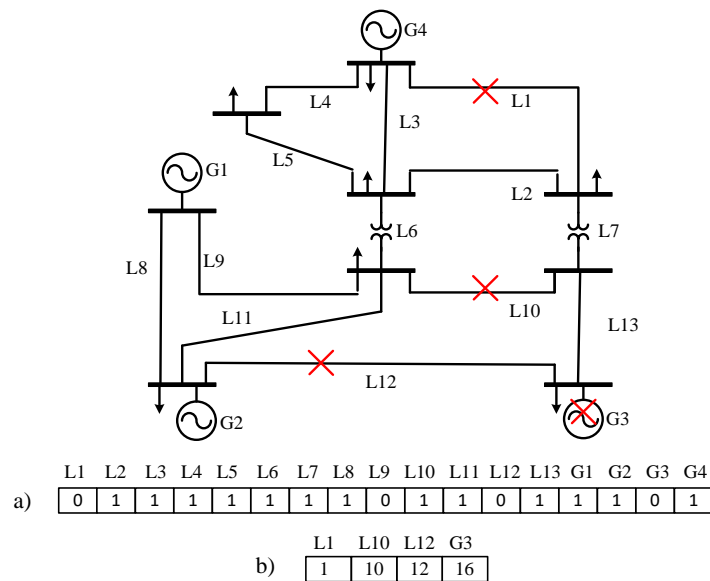 G4
L4
L1
L3
L5
G1
L2
L6
L7
L8
L9
L10
L11
L13
L12
G2
G3
L1 L2 L3 L4 L5 L6 L7 L8 L9 L10 L11 L12 L13 G1 G2 G3 G4
a) 0 1 1 1 1 1 1 1 0 1 1 0 1 1 1 0 1
L1 L10 L12 G3
b) 1 10 12 16